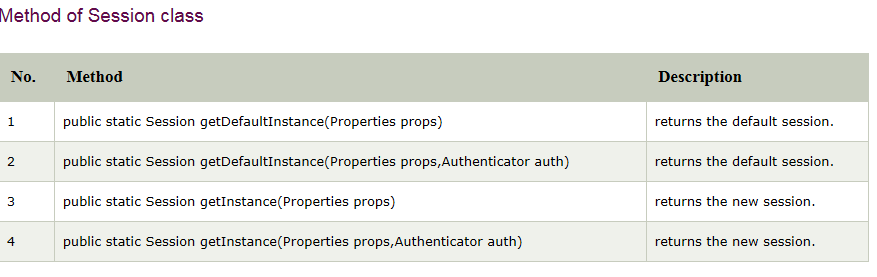 Method of Session class
No. Method Description
1 public static Session getDefaultInstance(Properties props) returns the default session.
2 public static Session getDefaultInstance(Properties props,Authenticator auth) returns the default session.
3 public static Session getInstance(Properties props) returns the new session.
4 public static Session getInstance(Properties props,Authenticator auth) returns the new session.